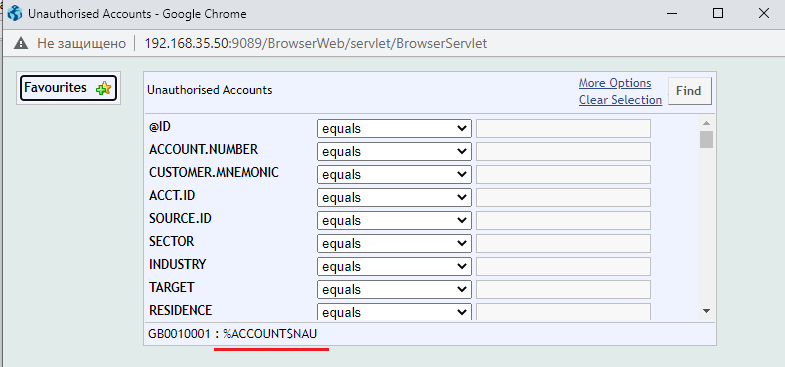 Unauthorised Accounts - Google Chrome
Не защищено | 192.168.35.50:9089/BrowserWeb/servlet/BrowserServlet
Favourites
Unauthorised Accounts
More Options
Clear Selection
Find
@ID equals
ACCOUNT.NUMBER equals
CUSTOMER.MNEMONIC equals
ACCT.ID equals
SOURCE.ID equals
SECTOR equals
INDUSTRY equals
TARGET equals
RESIDENCE equals
GB0010001 : %ACCOUNT$NAU